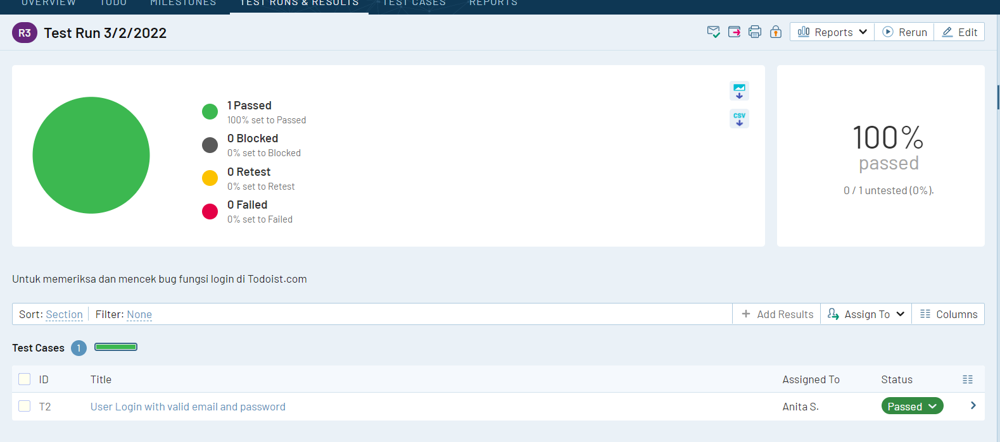 OVERVIEW TODO MILESTONES TEST RUNS & RESULTS TEST CASES REPORTS
R3 Test Run 3/2/2022 Reports Rerun Edit
1 Passed
100% set to Passed
0 Blocked
0% set to Blocked
0 Retest
0% set to Retest
0 Failed
0% set to Failed
CSV
100%
passed
0 / 1 untested (0%).
Untuk memeriksa dan mencek bug fungsi login di Todoist.com
Sort: Section Filter: None + Add Results Assign To Columns
Test Cases 1
ID Title Assigned To Status
T2 User Login with valid email and password Anita S. Passed